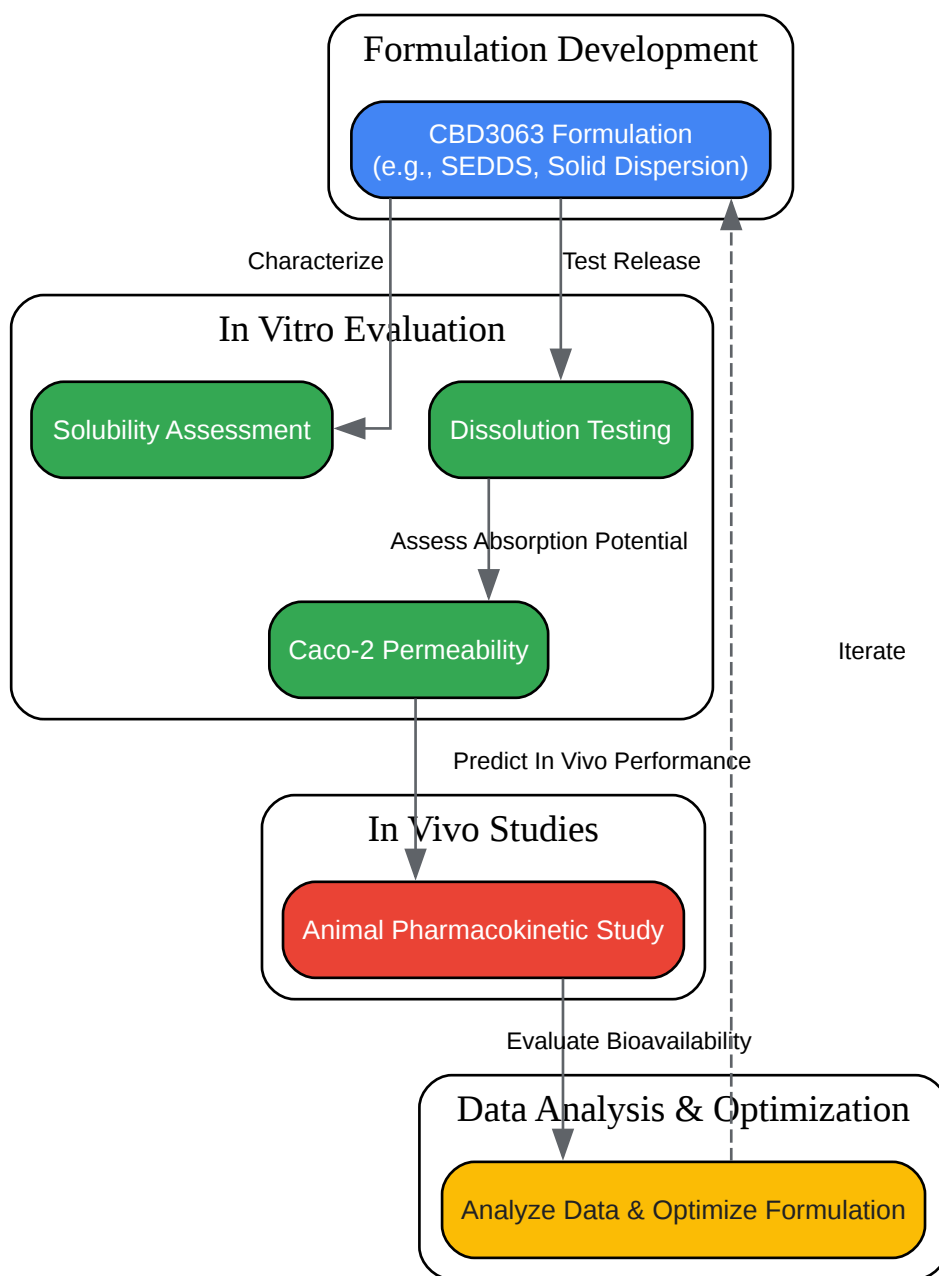 Formulation Development
CBD3063 Formulation
(e.g., SEDDS, Solid Dispersion)
Characterize
Test Release
In Vitro Evaluation
Solubility Assessment
Dissolution Testing
Assess Absorption Potential
Caco-2 Permeability
Iterate
Predict In Vivo Performance
In Vivo Studies
Animal Pharmacokinetic Study
Evaluate Bioavailability
Data Analysis & Optimization
Analyze Data & Optimize Formulation